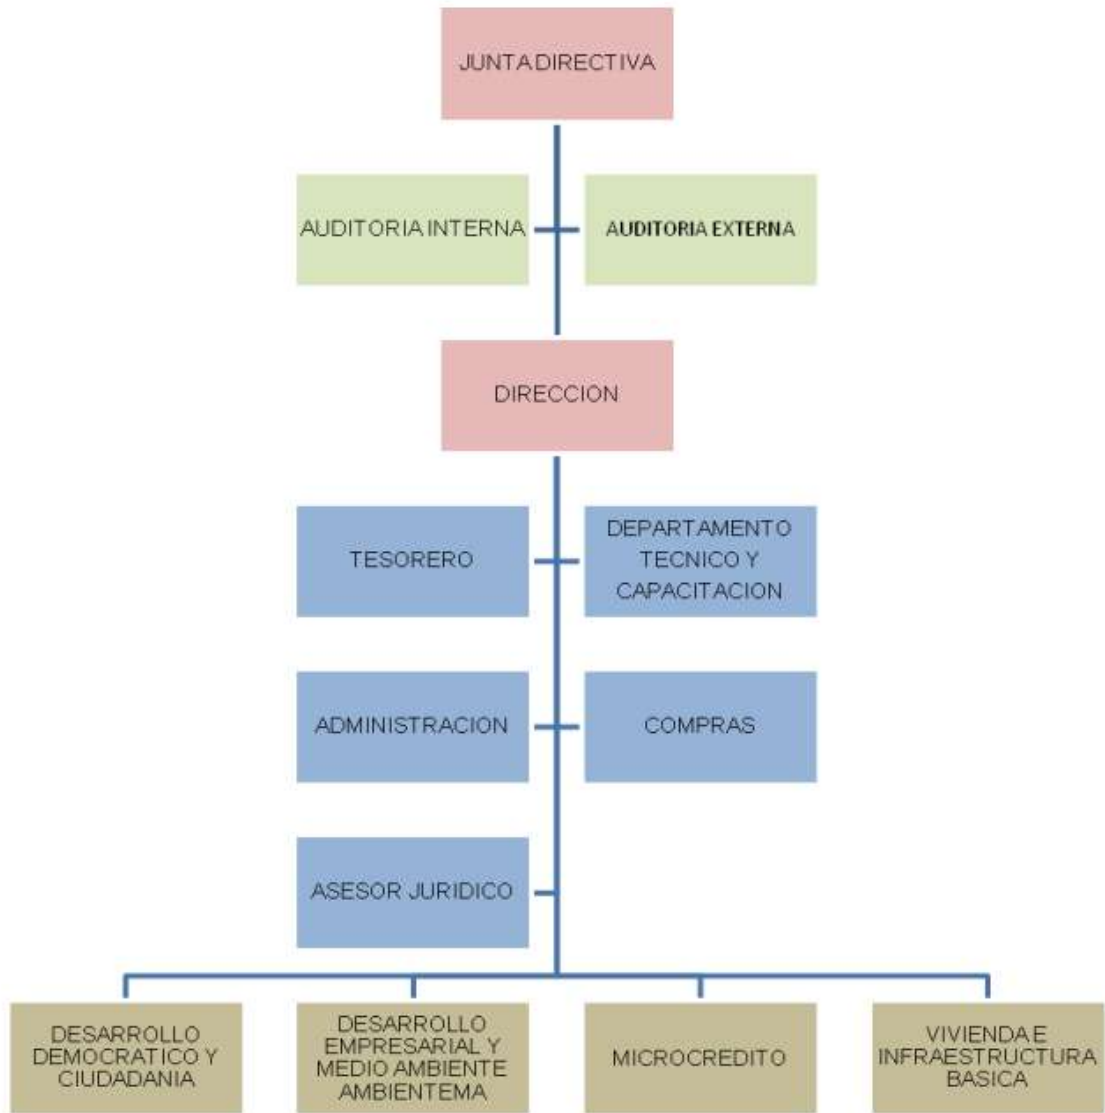 JUNTA DIRECTIVA
AUDITORIA INTERNA
AUDITORIA EXTERNA
DIRECCION
TESORERO
DEPARTAMENTO
TECNICO Y
CAPACITACION
ADMINISTRACION
COMPRAS
ASESOR JURIDICO
DESARROLLO
DEMOCRATICO Y
CIUDADANIA
DESARROLLO
EMPRESARIAL Y
MEDIO AMBIENTE
AMBIENTEMA
MICROCREDITO
VIVIENDA E
INFRAESTRUCTURA
BASICA